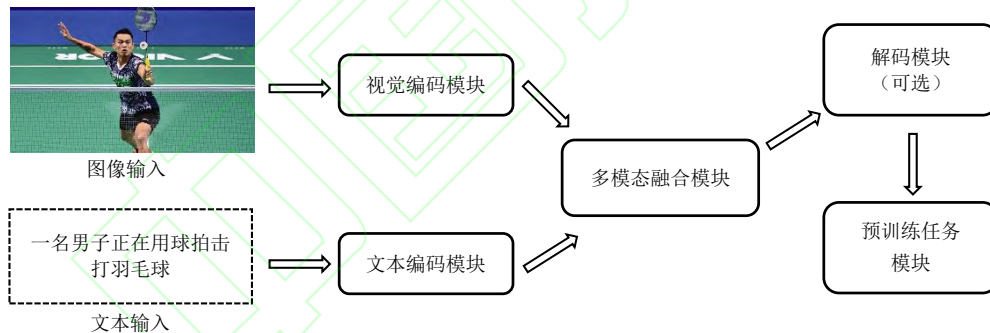 VICTOR
图像输入
一名男子正在用球拍击
打羽毛球
文本输入
视觉编码模块
文本编码模块
多模态融合模块
解码模块
（可选）
预训练任务
模块